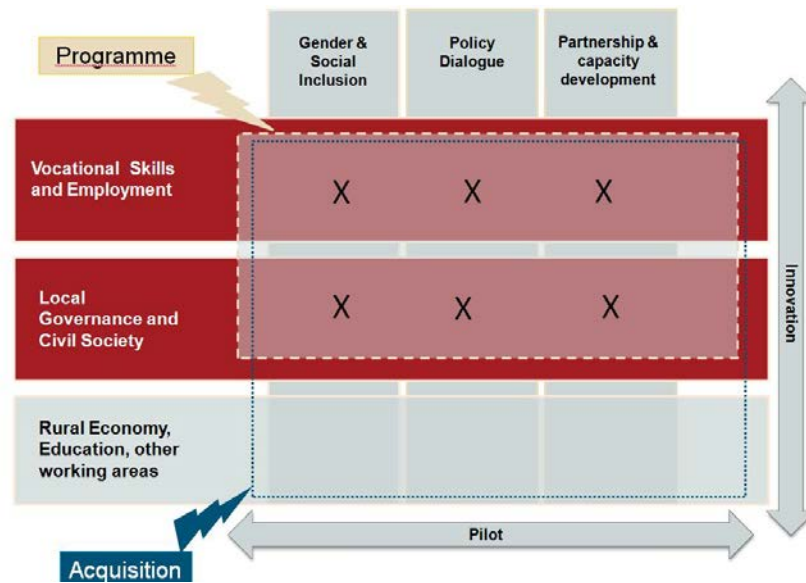 Programme
Gender &
Social
Inclusion
Policy
Dialogue
Partnership &
capacity
development
Vocational Skills
and Employment
X X X
Local
Governance and
Civil Society
X X X
Rural Economy,
Education, other
working areas
Innovation
Pilot
Acquisition